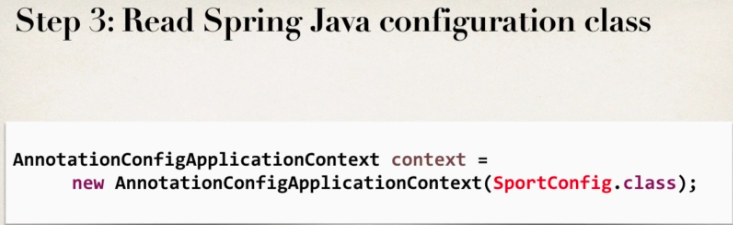 Step 3: Read Spring Java configuration class
AnnotationConfigApplicationContext context =
new AnnotationConfigApplicationContext(SportConfig.class);